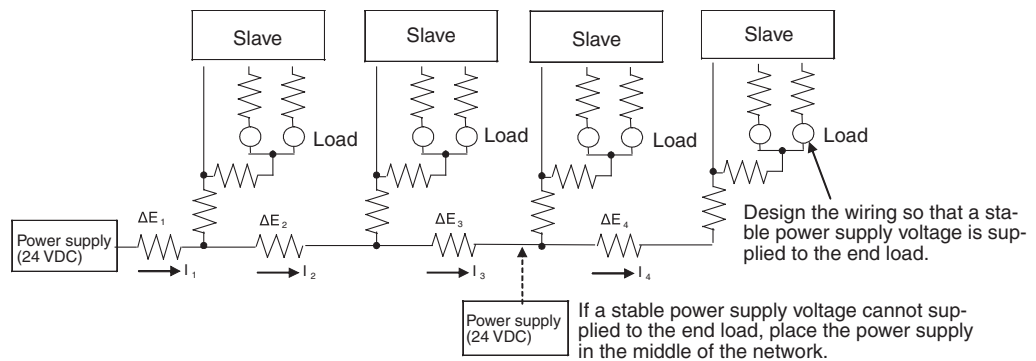 Slave
Slave
Slave
Slave
Load
Load
Load
Load
ΔE₁
ΔE₂
ΔE₃
ΔE₄
Power supply
(24 VDC)
I₁
I₂
I₃
I₄
Design the wiring so that a sta-
ble power supply voltage is sup-
plied to the end load.
Power supply
(24 VDC)
If a stable power supply voltage cannot sup-
plied to the end load, place the power supply
in the middle of the network.